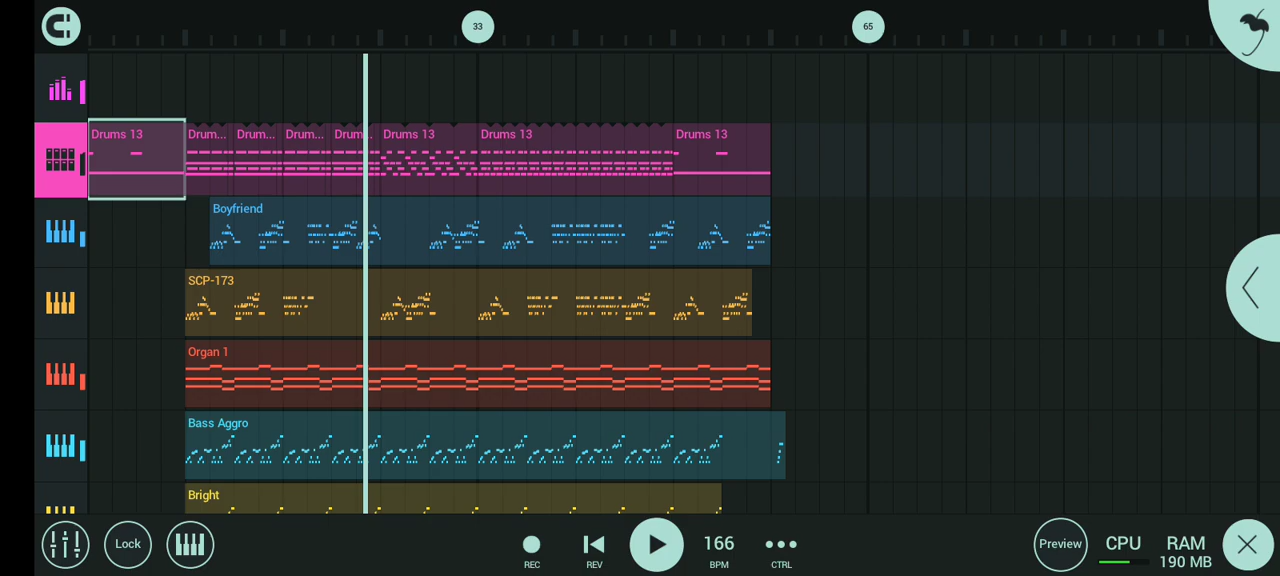 33
65
Drums 13
Drum...
Drum...
Drum...
Drum..
Drums 13
Drums 13
Drums 13
Boyfriend
SCP-173
Organ 1
Bass Aggro
Bright
Lock
REC
REV
166
BPM
CTRL
Preview
CPU
RAM
190 MB